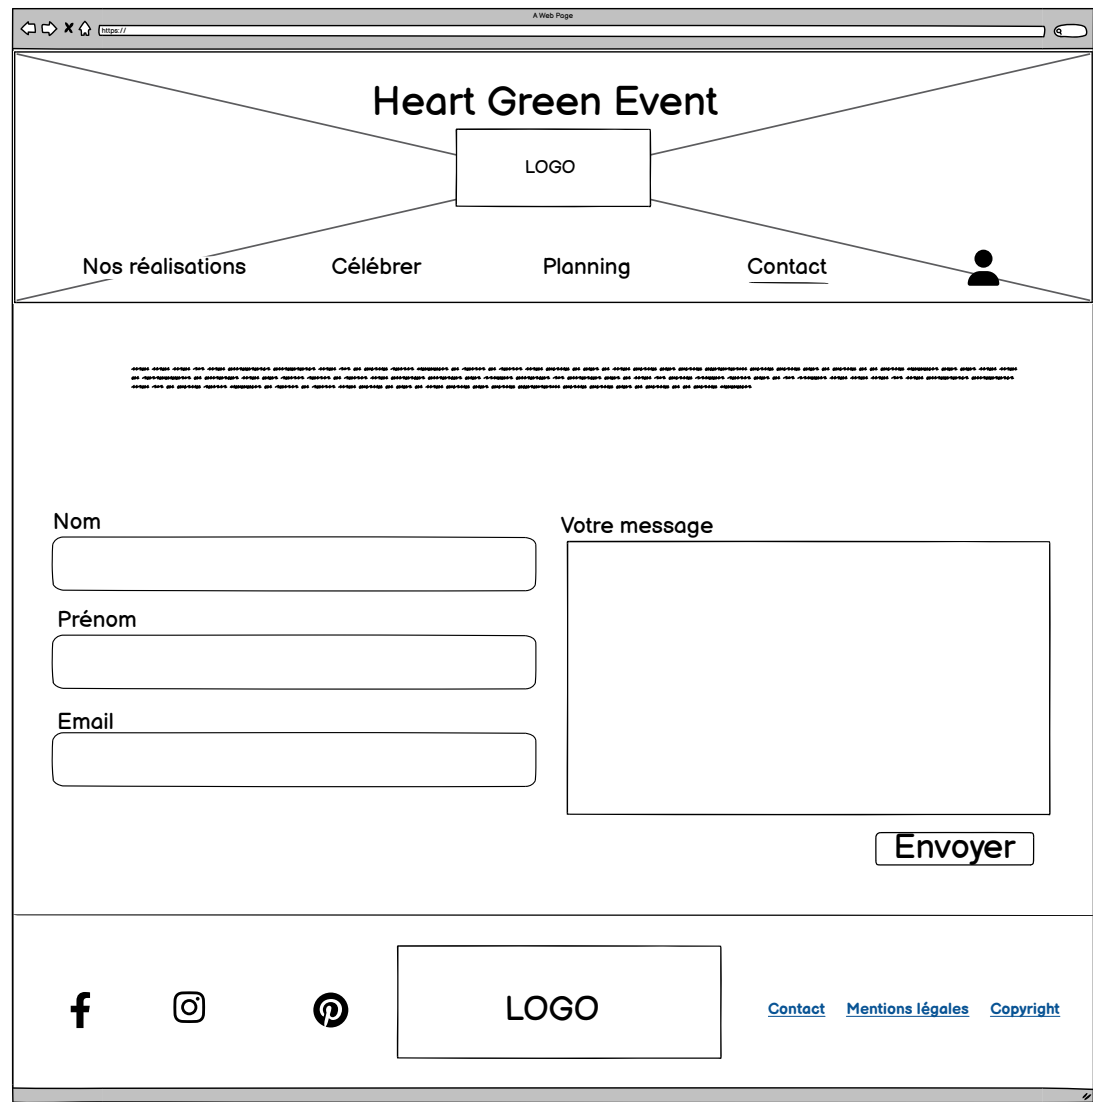 A Web Page
https://
Heart Green Event
LOGO
Nos réalisations Célébrer Planning Contact
Nom
Votre message
Prénom
Email
Envoyer
LOGO
Contact Mentions légales Copyright